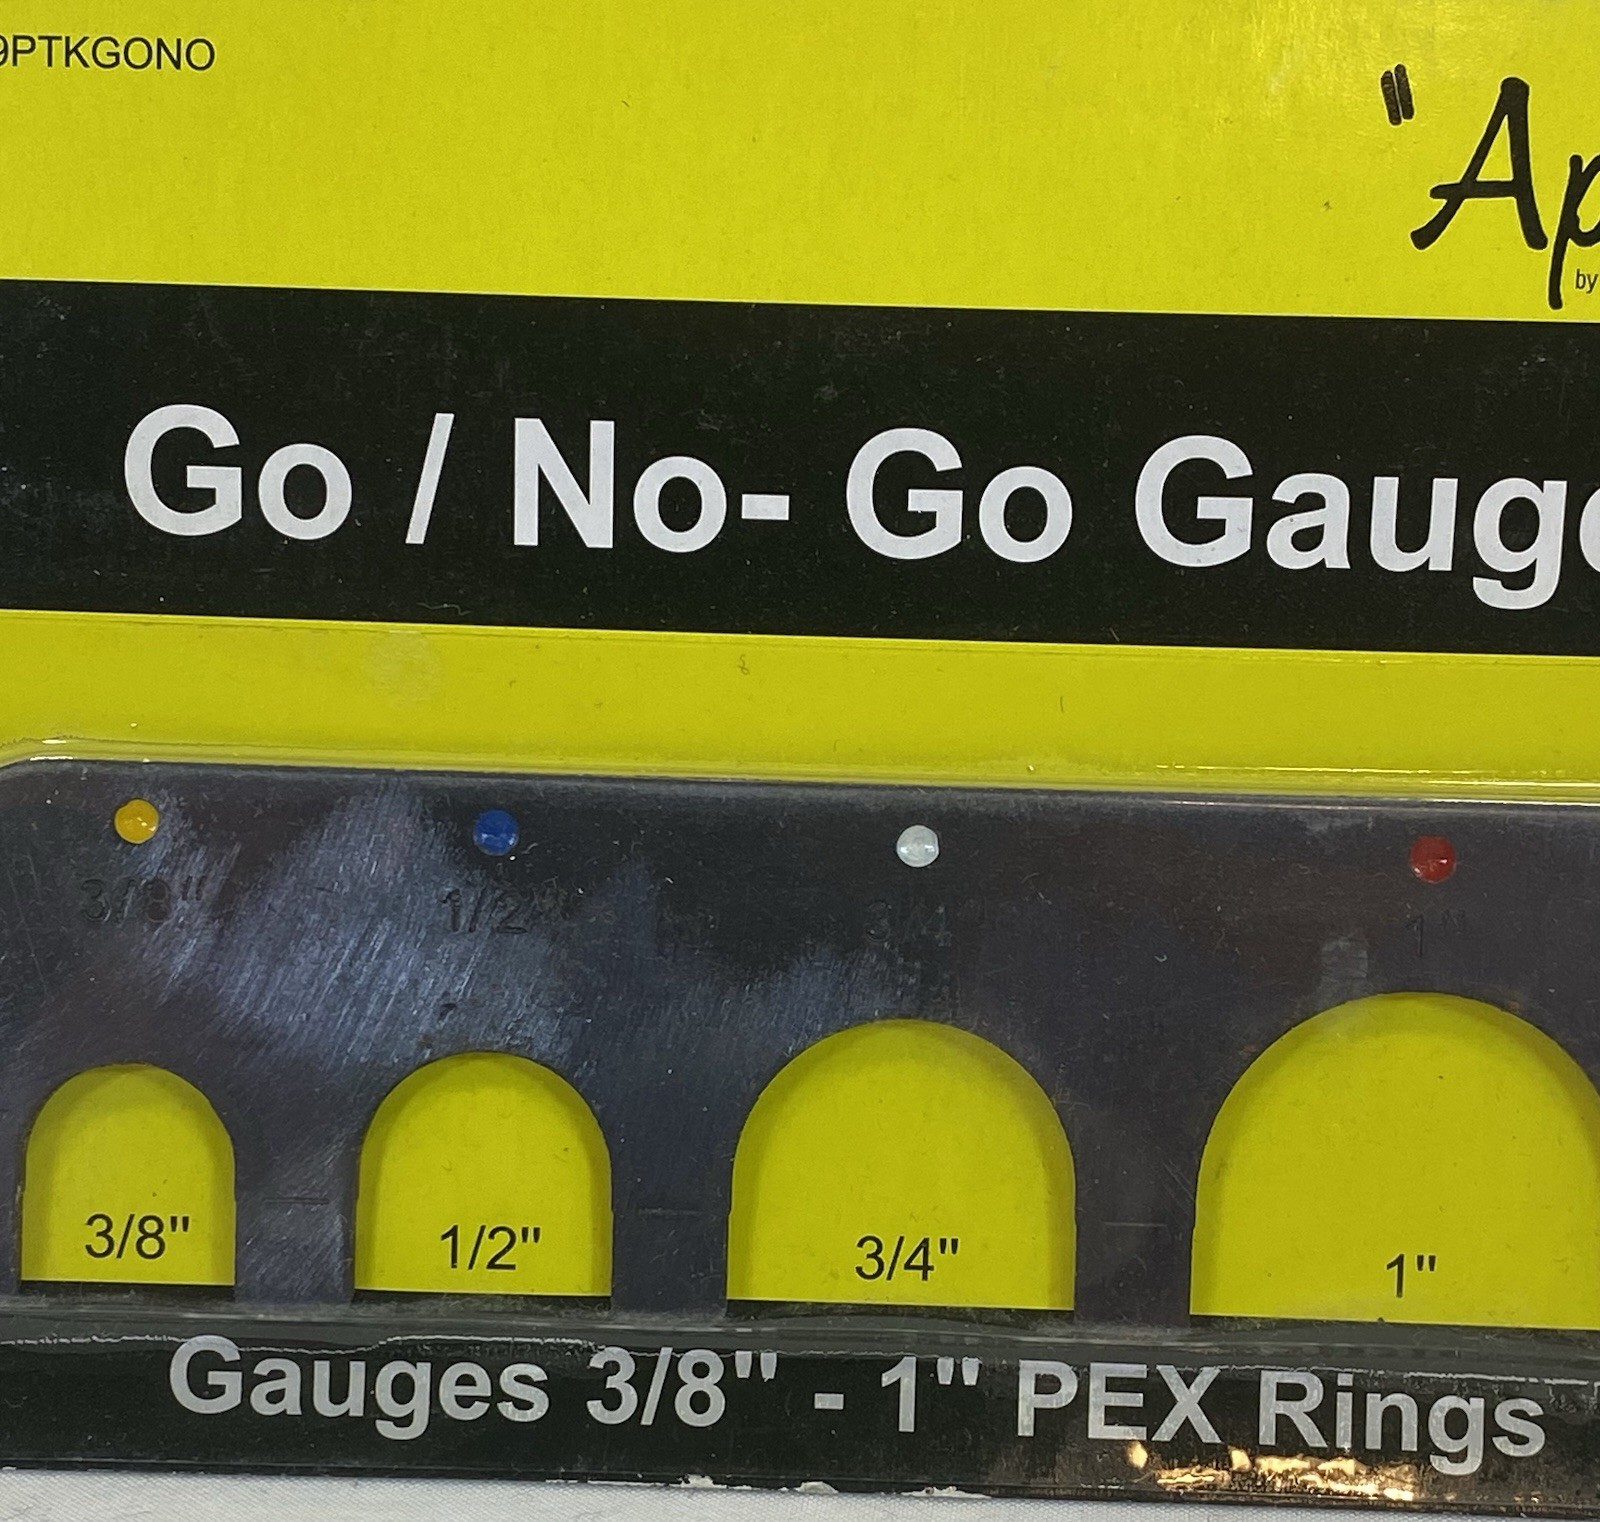 9PTKGONO
"Ap
by
Go / No- Go Gauge
3/8" 1/2" 3/4 1"
3/8" 1/2" 3/4" 1"
Gauges 3/8" - 1" PEX Rings